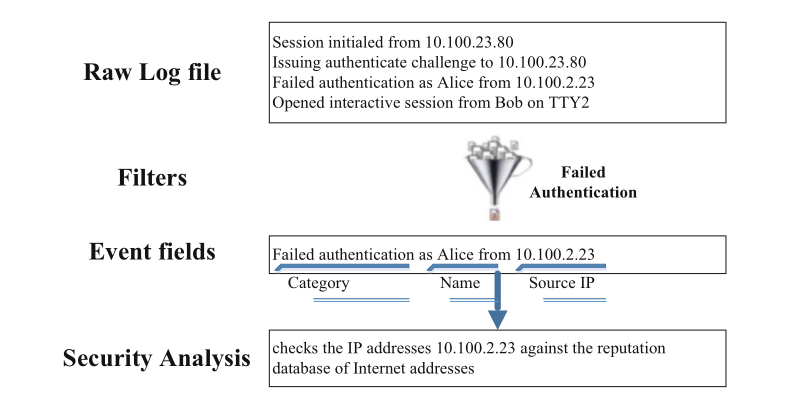 Raw Log file
Session initialed from 10.100.23.80
Issuing authenticate challenge to 10.100.23.80
Failed authentication as Alice from 10.100.2.23
Opened interactive session from Bob on TTY2
Filters
Failed
Authentication
Event fields
Failed authentication as Alice from 10.100.2.23
Category Name Source IP
Security Analysis
checks the IP addresses 10.100.2.23 against the reputation
database of Internet addresses